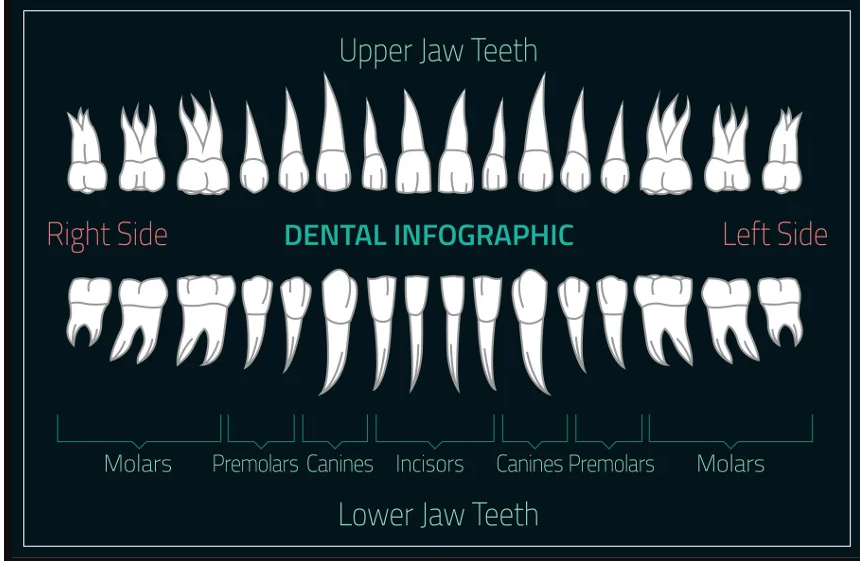 Upper Jaw Teeth
Right Side
DENTAL INFOGRAPHIC
Left Side
Molars
Premolars
Canines
Incisors
Canines
Premolars
Molars
Lower Jaw Teeth